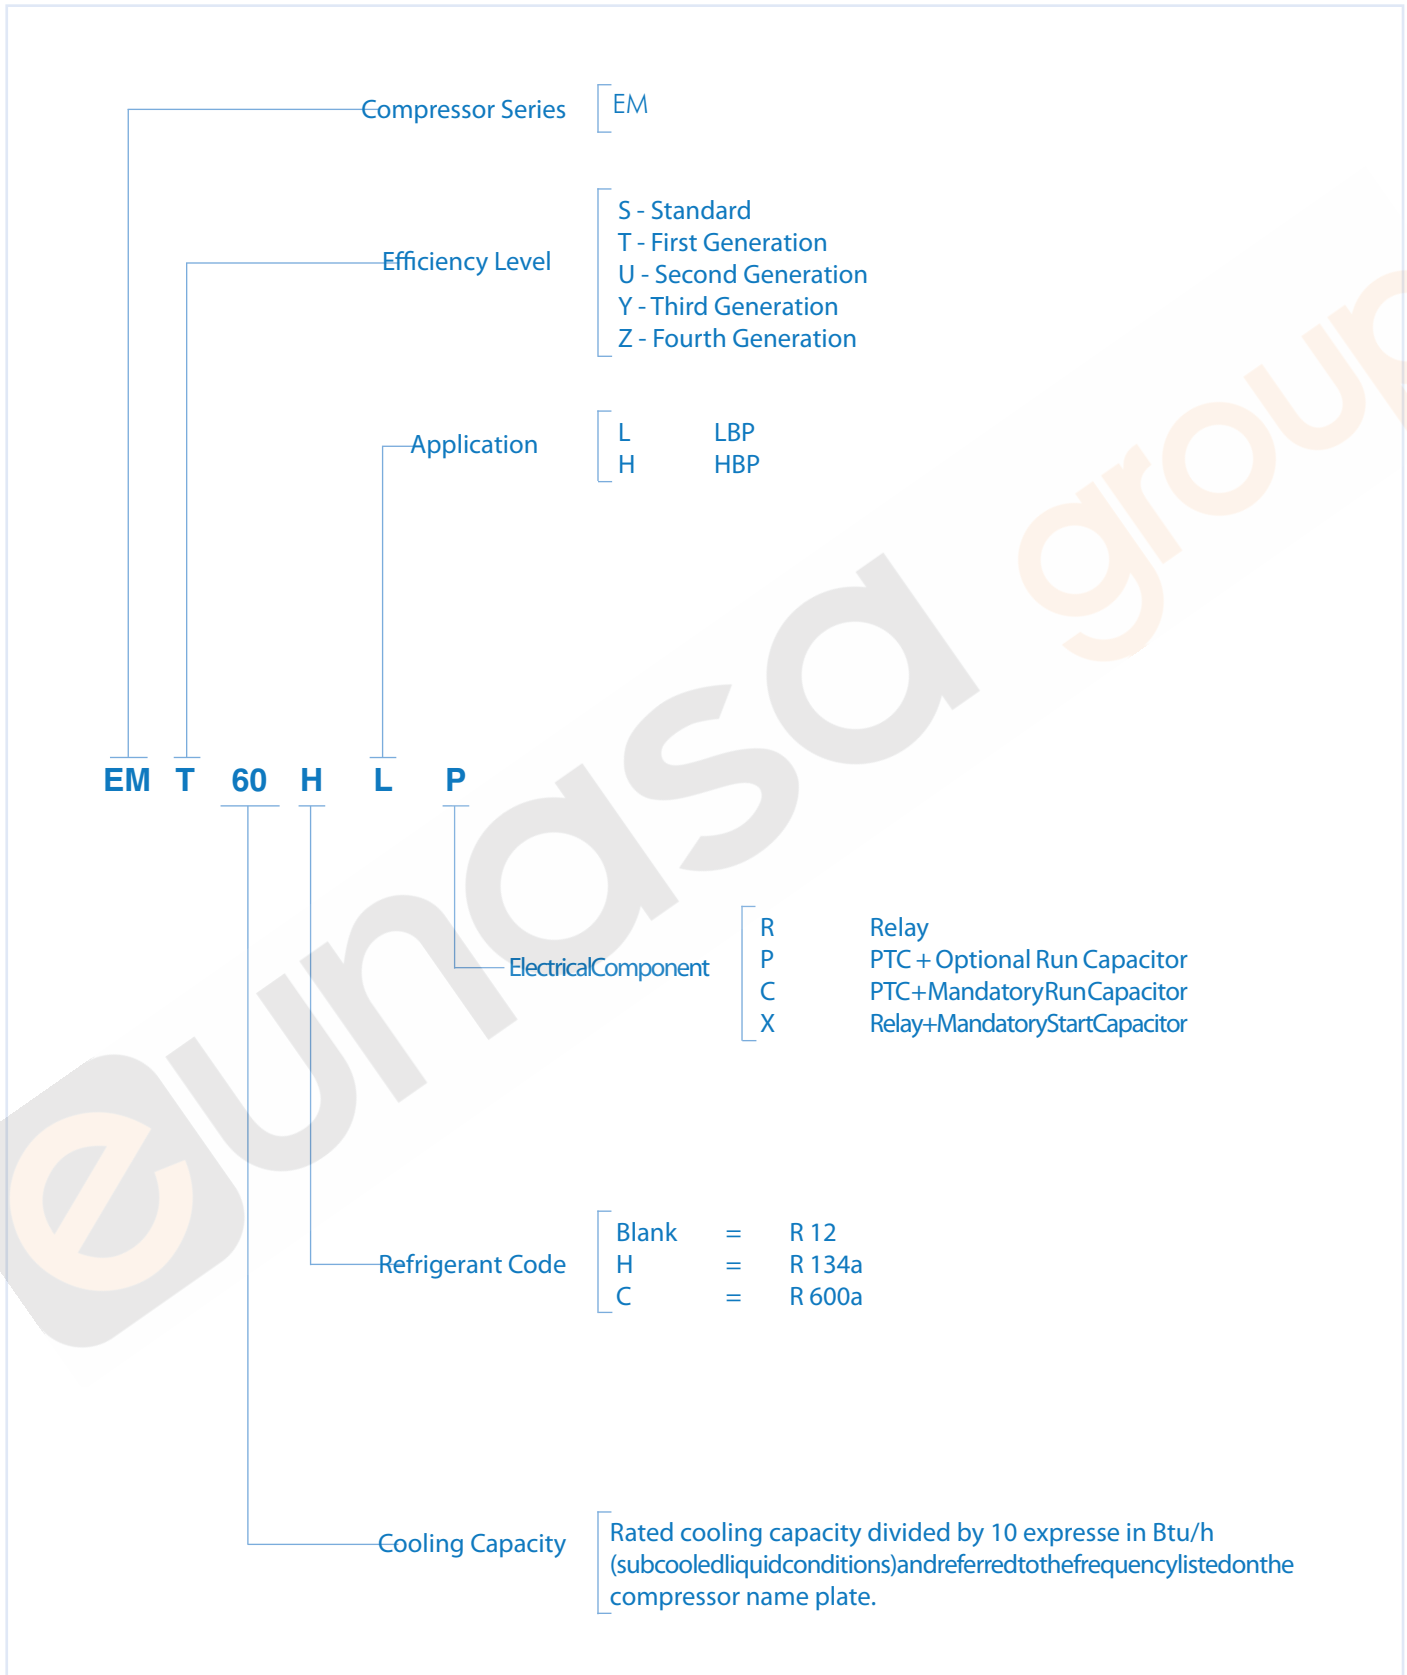 Compressor Series EM
Efficiency Level
S - Standard
T - First Generation
U - Second Generation
Y - Third Generation
Z - Fourth Generation
Application
L LBP
H HBP
EM T 60 H L P
ElectricalComponent
R Relay
P PTC + Optional Run Capacitor
C PTC+MandatoryRunCapacitor
X Relay+MandatoryStartCapacitor
Refrigerant Code
Blank = R 12
H = R 134a
C = R 600a
Cooling Capacity
Rated cooling capacity divided by 10 expresse in Btu/h
(subcooledliquidconditions)andreferredtothefrequencylistedonthe
compressor name plate.
eunasa group